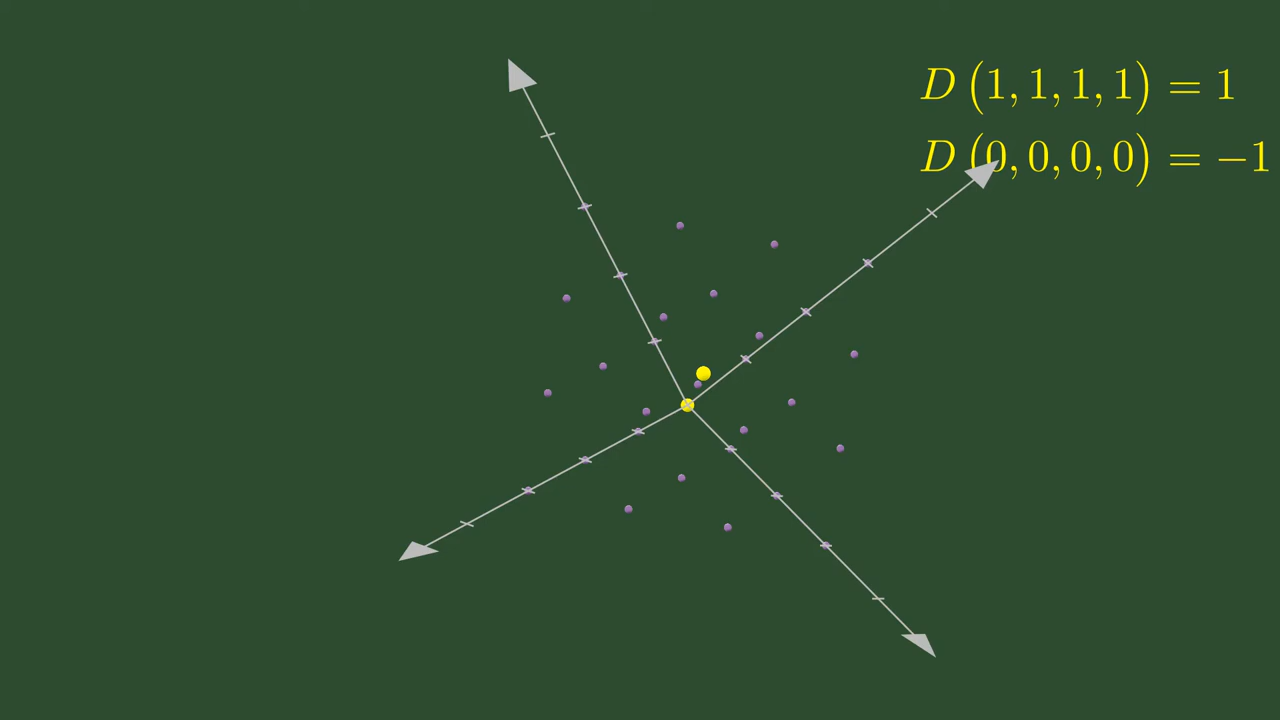 D (1, 1, 1, 1) = 1
D (0, 0, 0, 0) = −1